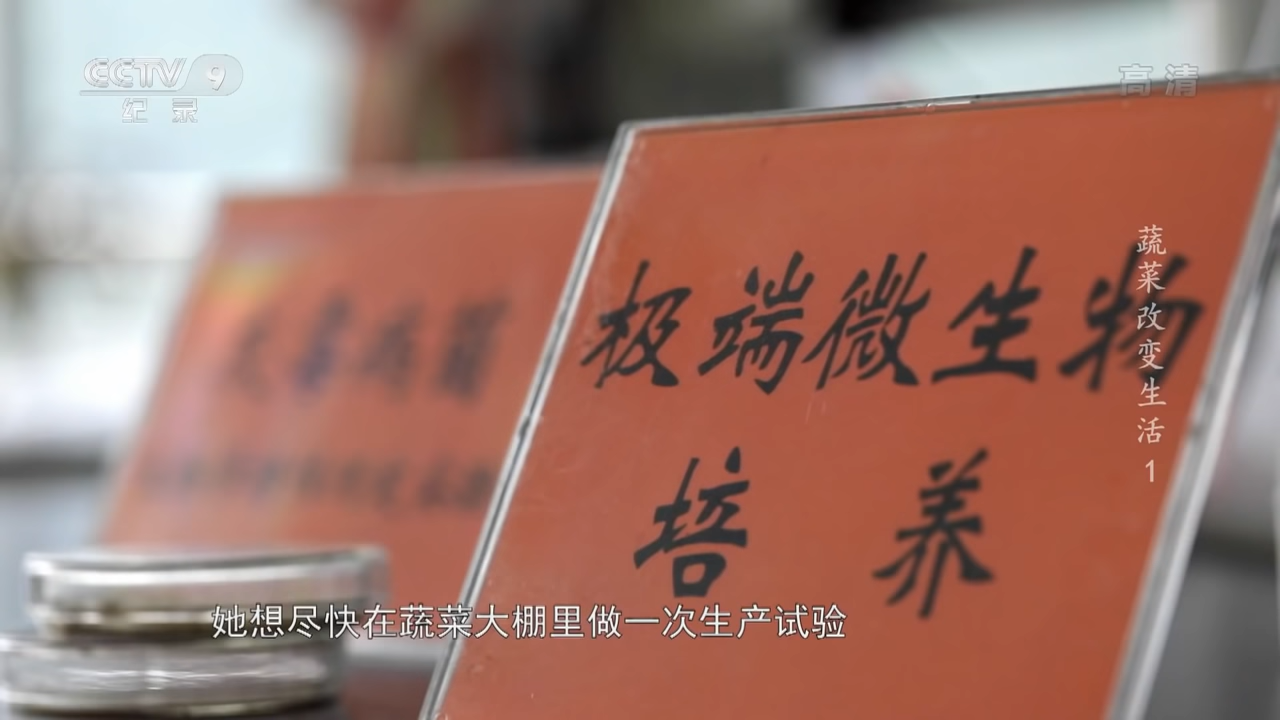 CCTV 9
纪录
高清
极端微生物
培养
蔬菜改变生活 1
她想尽快在蔬菜大棚里做一次生产试验